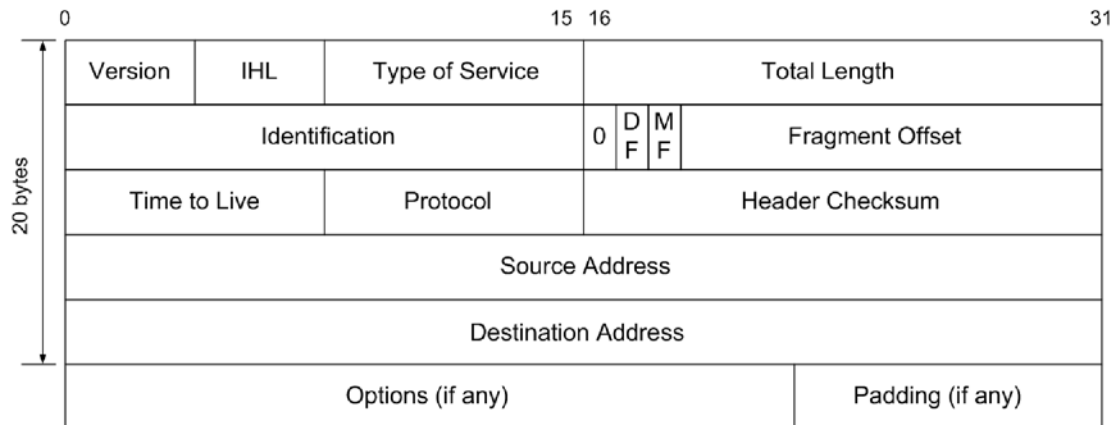 0 15 16 31
Version IHL Type of Service Total Length
Identification 0 D F M F Fragment Offset
Time to Live Protocol Header Checksum
20 bytes
Source Address
Destination Address
Options (if any) Padding (if any)